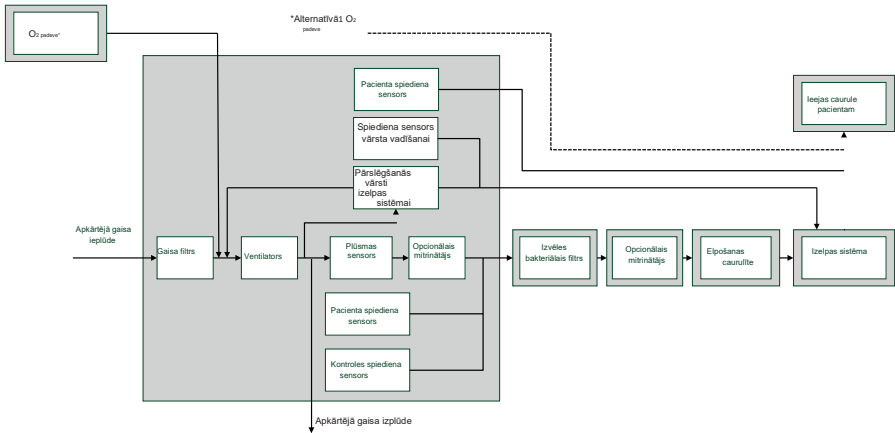 O2 padeve*
*Alternatīvā1 O2
padeve
Pacienta spiediena
sensors
Ieejas caurule
pacientam
Spiediena sensors
vārsta vadīšanai
Pārslēgšanās
vārsti
izelpas
sistēmai
Apkārtējā gaisa
ieplūde
Gaisa filtrs
Ventilators
Plūsmas
sensors
Opcionālais
mitrinātājs
Izvēles
bakteriālais filtrs
Opcionālais
mitrinātājs
Elpošanas
caurulīte
Izelpas sistēma
Pacienta spiediena
sensors
Kontroles spiediena
sensors
Apkārtējā gaisa izplūde